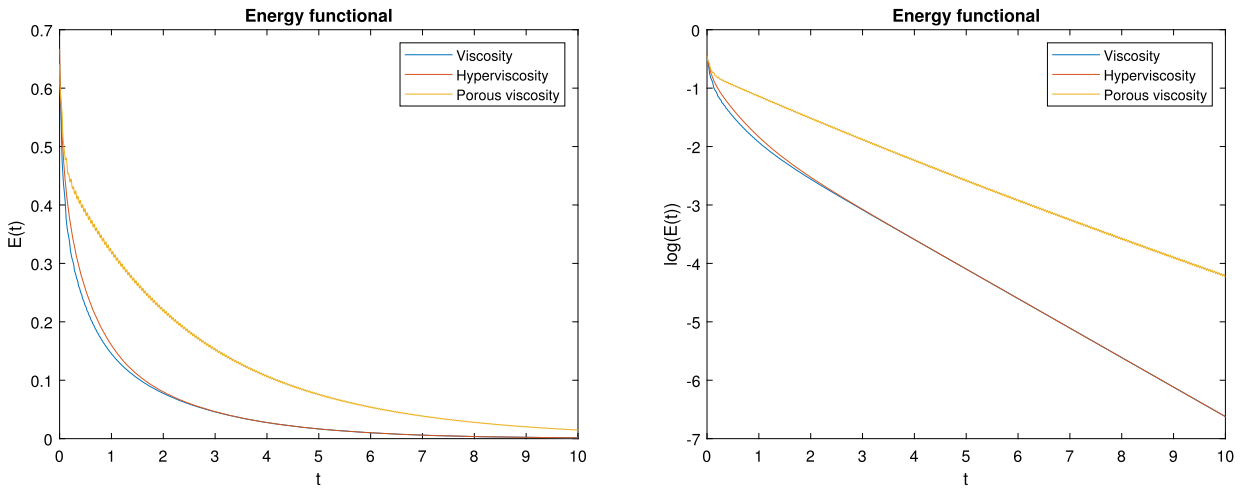 Energy functional
0.7
0.6
0.5
0.4
0.3
0.2
0.1
0
E(t)
0 1 2 3 4 5 6 7 8 9 10
t
Viscosity
Hyperviscosity
Porous viscosity
Energy functional
0
-1
-2
-3
-4
-5
-6
-7
log(E(t))
0 1 2 3 4 5 6 7 8 9 10
t
Viscosity
Hyperviscosity
Porous viscosity